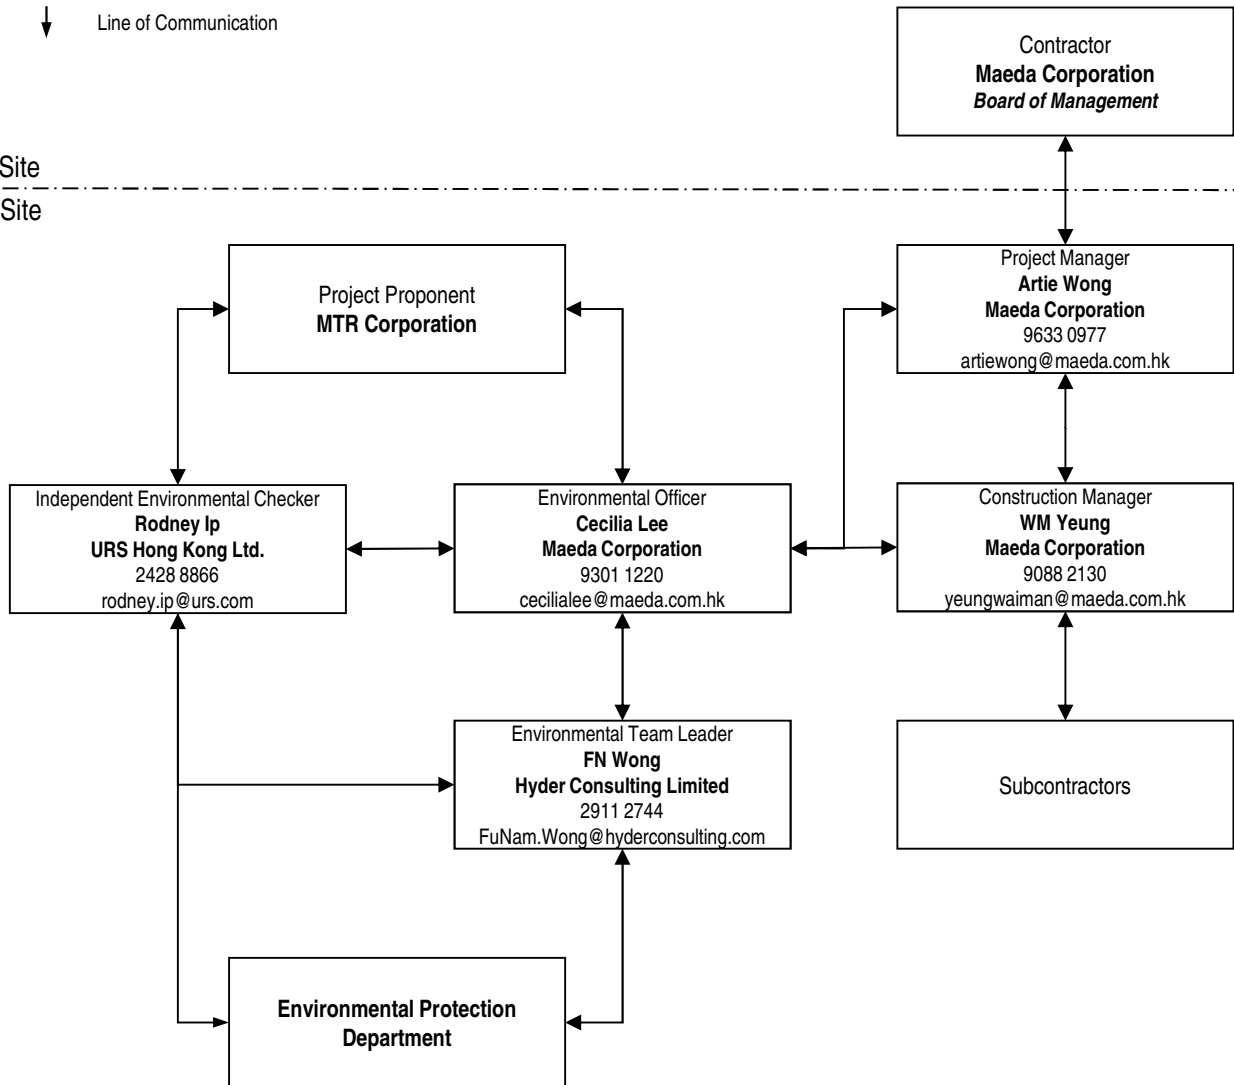 Line of Communication
Contractor
Maeda Corporation
Board of Management
Site
Site
Project Proponent
MTR Corporation
Project Manager
Artie Wong
Maeda Corporation
9633 0977
artiewong@maeda.com.hk
Independent Environmental Checker
Rodney Ip
URS Hong Kong Ltd.
2428 8866
rodney.ip@urs.com
Environmental Officer
Cecilia Lee
Maeda Corporation
9301 1220
cecilialee@maeda.com.hk
Construction Manager
WM Yeung
Maeda Corporation
9088 2130
yeungwaiman@maeda.com.hk
Environmental Team Leader
FN Wong
Hyder Consulting Limited
2911 2744
FuNam.Wong@hyderconsulting.com
Subcontractors
Environmental Protection
Department